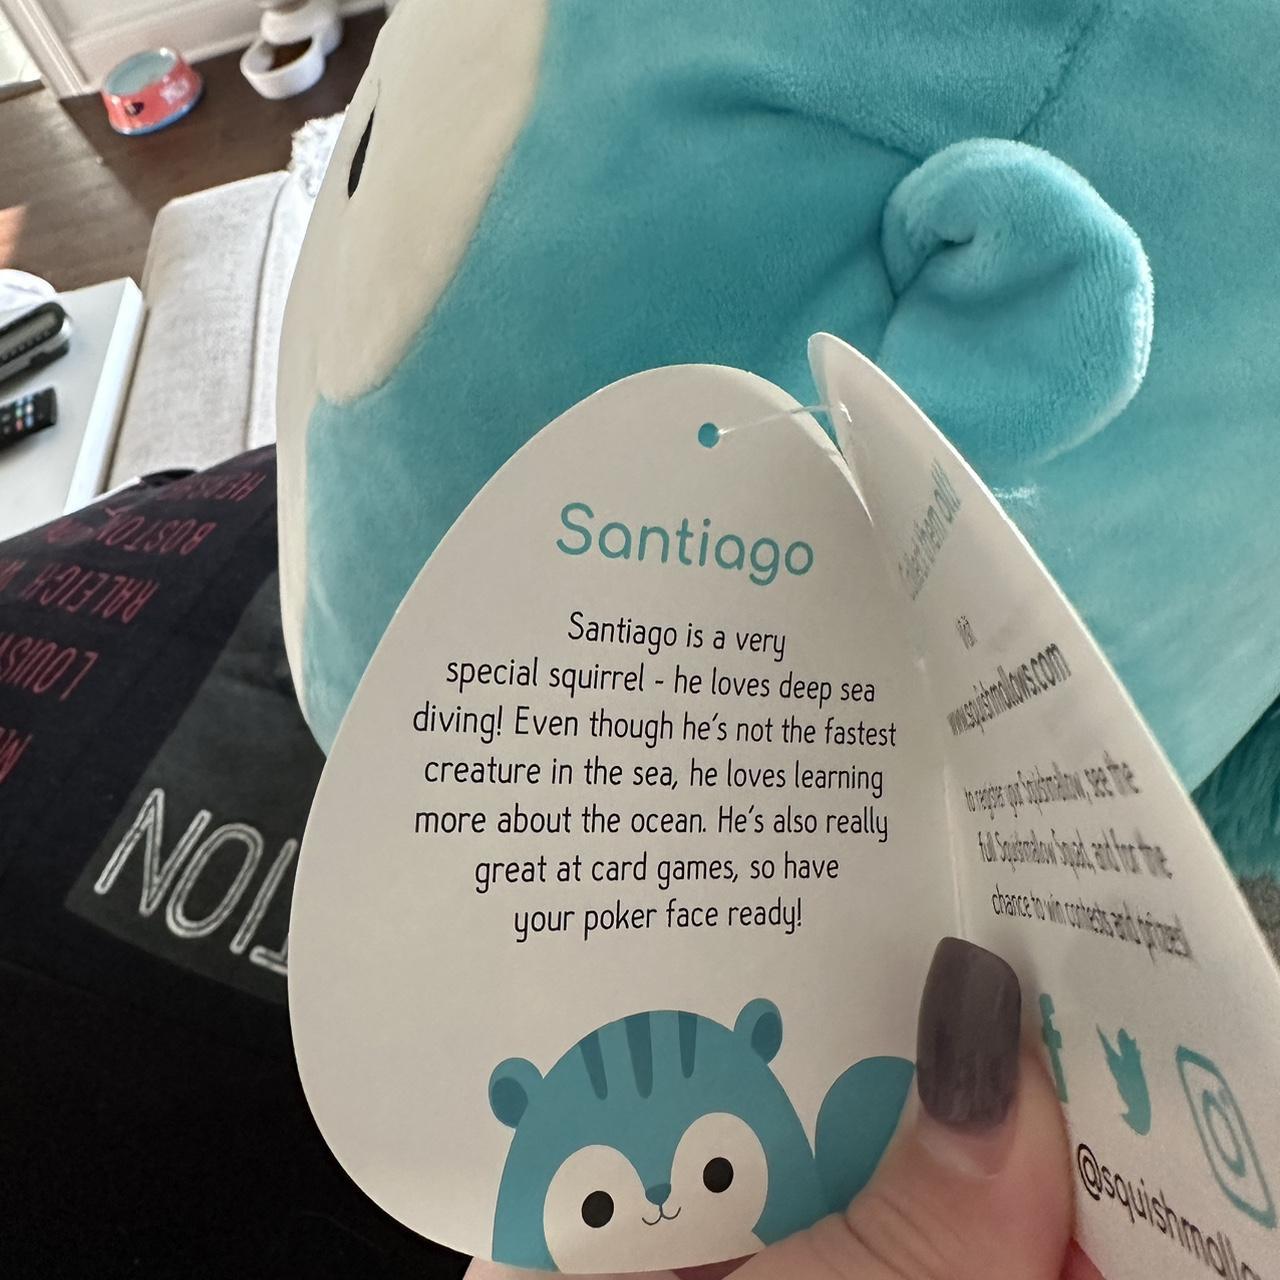 Santiago
Santiago is a very
special squirrel - he loves deep sea
diving! Even though he's not the fastest
creature in the sea, he loves learning
more about the ocean. He's also really
great at card games, so have
your poker face ready!
them out!
Visit
www.squishmallows.com
to register your Squishmallow, see the
full Squishmallow Squad, and for the
chance to win contests and prizes!
@squishmallo
BOSTON
RALEIGH
LOUISV
TION